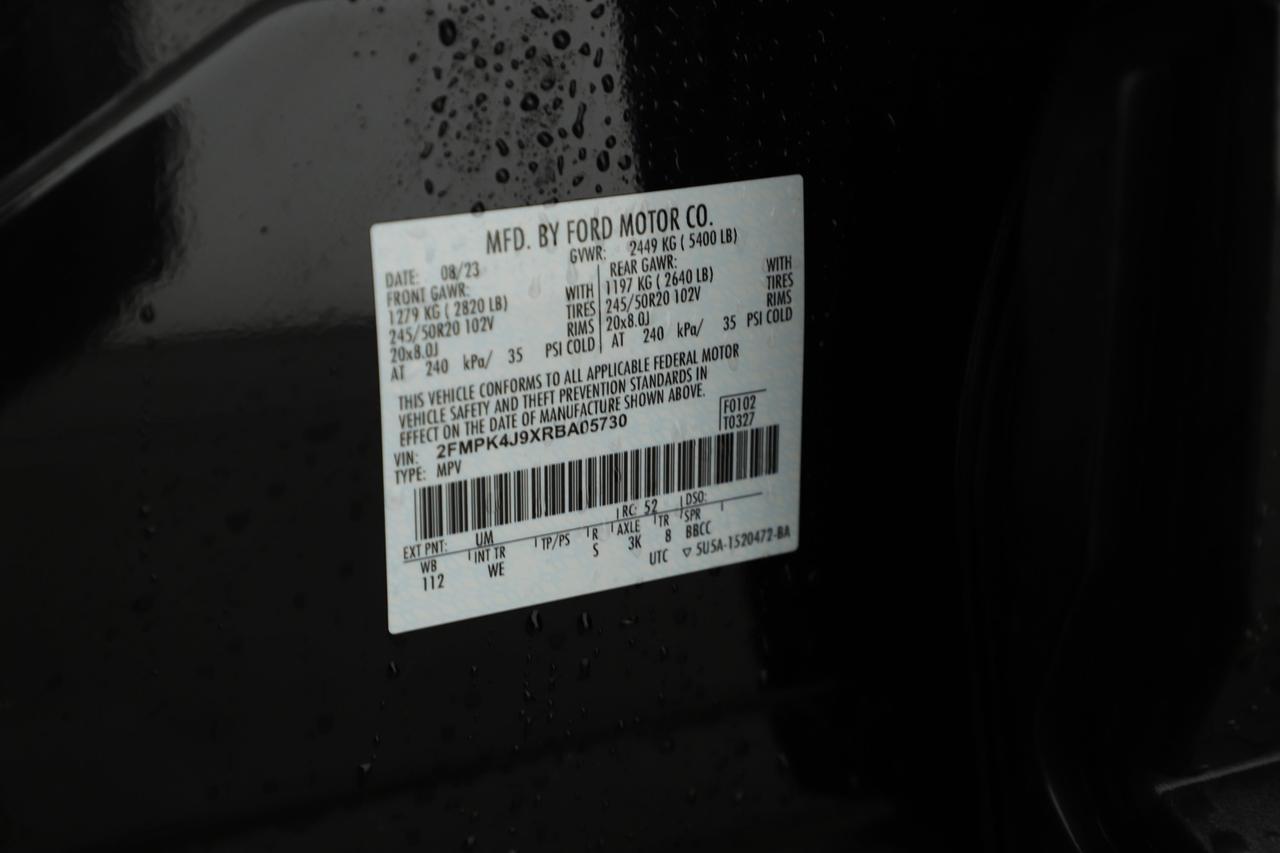 MFD. BY FORD MOTOR CO.
DATE: 08/23 GVWR: 2449 KG ( 5400 LB)
FRONT GAWR: REAR GAWR:
1279 KG ( 2820 LB) WITH 1197 KG ( 2640 LB) WITH
245/50R20 102V TIRES 245/50R20 102V TIRES
20x8.0J RIMS 20x8.0J RIMS
AT 240 kPa/ 35 PSI COLD AT 240 kPa/ 35 PSI COLD
THIS VEHICLE CONFORMS TO ALL APPLICABLE FEDERAL MOTOR
VEHICLE SAFETY AND THEFT PREVENTION STANDARDS IN
EFFECT ON THE DATE OF MANUFACTURE SHOWN ABOVE.
F0102
T0327
VIN: 2FMPK4J9XRBA05730
TYPE: MPV
EXT PNT: UM RC: 52 DSO:
WB INT TR TP/PS R AXLE TR SPR
112 WE S 3K 8 BBCC
UTC ▽ 5U5A-1520472-BA